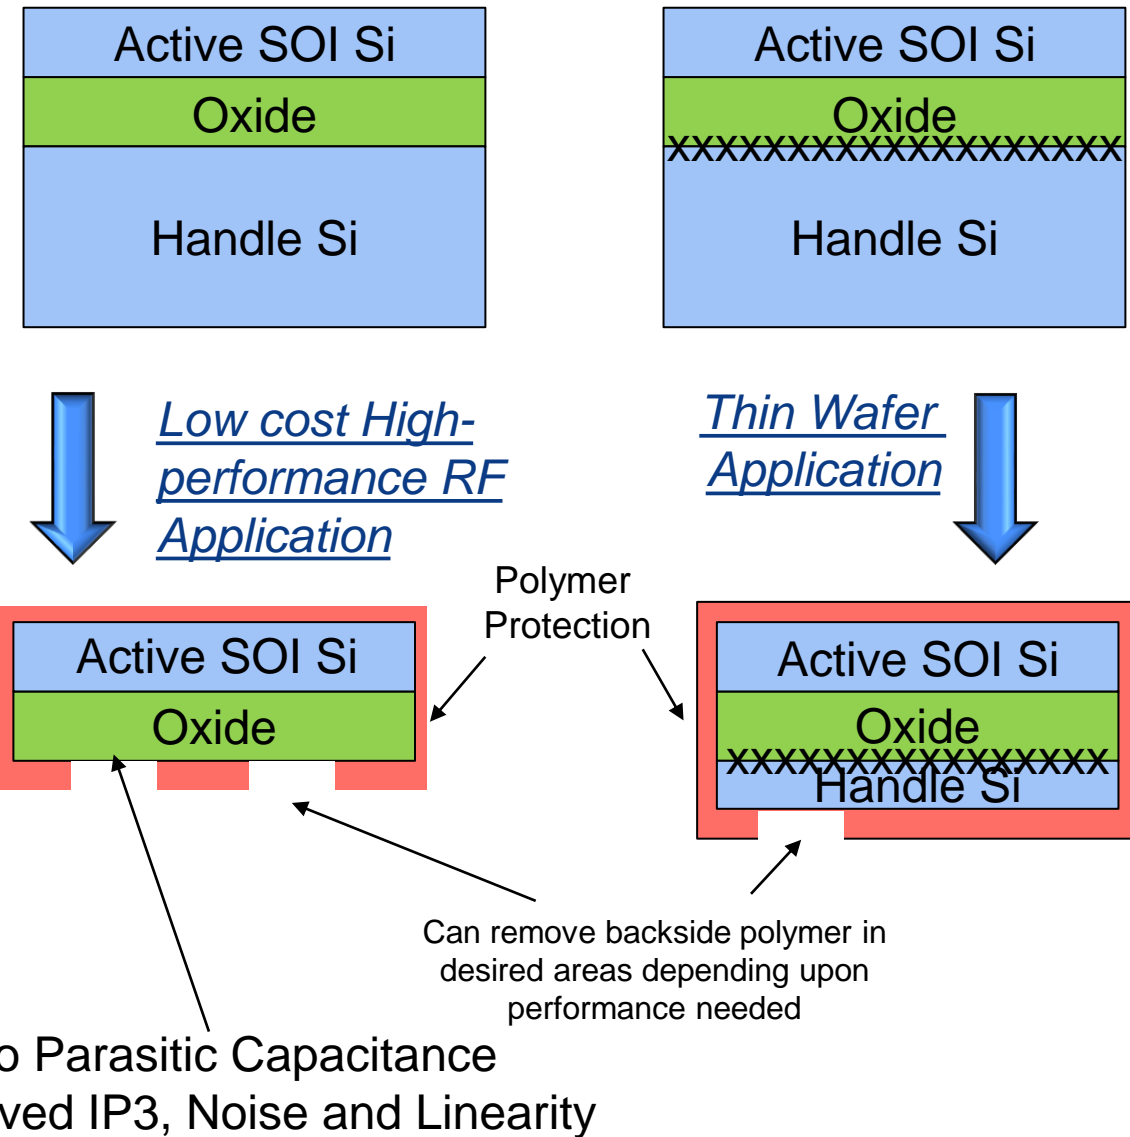 Active SOI Si
Active SOI Si
Oxide
Oxide
xxxxxxxxxxxxxxxxxxx
Handle Si
Handle Si
Low cost High-
performance RF
Application
Thin Wafer
Application
Polymer
Protection
Active SOI Si
Oxide
Active SOI Si
Oxide
xxxxxxxxxxxxxxxx
Handle Si
Can remove backside polymer in
desired areas depending upon
performance needed
o Parasitic Capacitance
ved IP3, Noise and Linearity